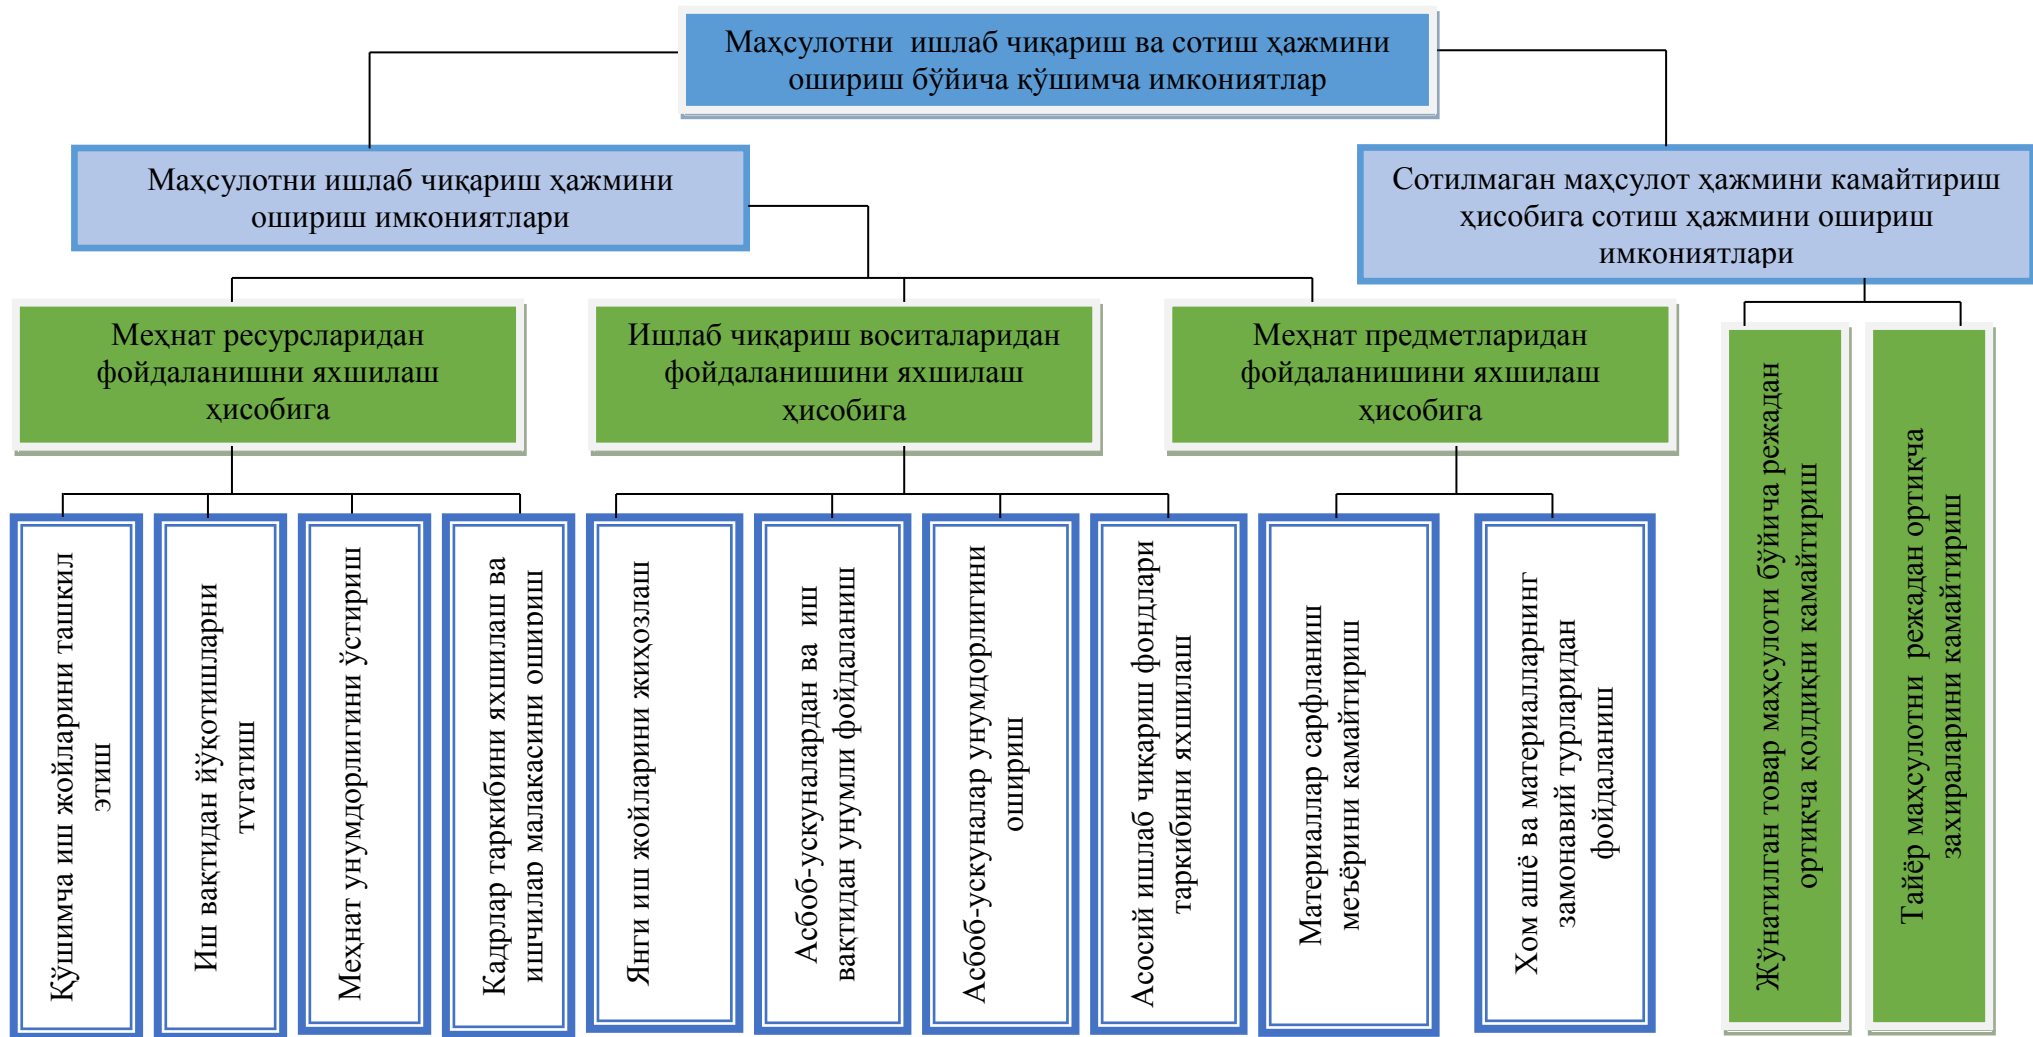 Маҳсулотни ишлаб чиқариш ва сотиш ҳажмини
ошириш бўйича қўшимча имкониятлар
Маҳсулотни ишлаб чиқариш ҳажмини
ошириш имкониятлари
Сотилмаган маҳсулот ҳажмини камайтириш
ҳисобига сотиш ҳажмини ошириш
имкониятлари
Меҳнат ресурсларидан
фойдаланишни яхшилаш
ҳисобига
Ишлаб чиқариш воситаларидан
фойдаланишини яхшилаш
ҳисобига
Меҳнат предметларидан
фойдаланишини яхшилаш
ҳисобига
Қўшимча иш жойларини ташкил
этиш
Иш вақтидан йўқотишларни
тугатиш
Меҳнат унумдорлигини ўстириш
Кадрлар таркибини яхшилаш ва
ишчилар малакасини ошириш
Янги иш жойларини жиҳозлаш
Асбоб-ускуналардан ва иш
вақтидан унумли фойдаланиш
Асбоб-ускуналар унумдорлигини
ошириш
Асосий ишлаб чиқариш фондлари
таркибини яхшилаш
Материаллар сарфланиш
меъёрини камайтириш
Хом ашё ва материалларнинг
замонавий турларидан
фойдаланиш
Жўнатилган товар маҳсулоти бўйича режадан
ортиқча қолдиқни камайтириш
Тайёр маҳсулотни режадан ортиқча
захираларини камайтириш